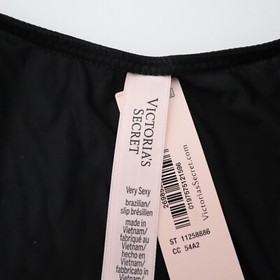 VICTORIA'S
SECRET
Very Sexy
brazilian/
slip brésilien
made in
Vietnam/
fabriqué au
Vietnam/
hecho en
Vietnam/
fabbricato in
VictoriasSecret.com
ST 11258886
CC 54A2